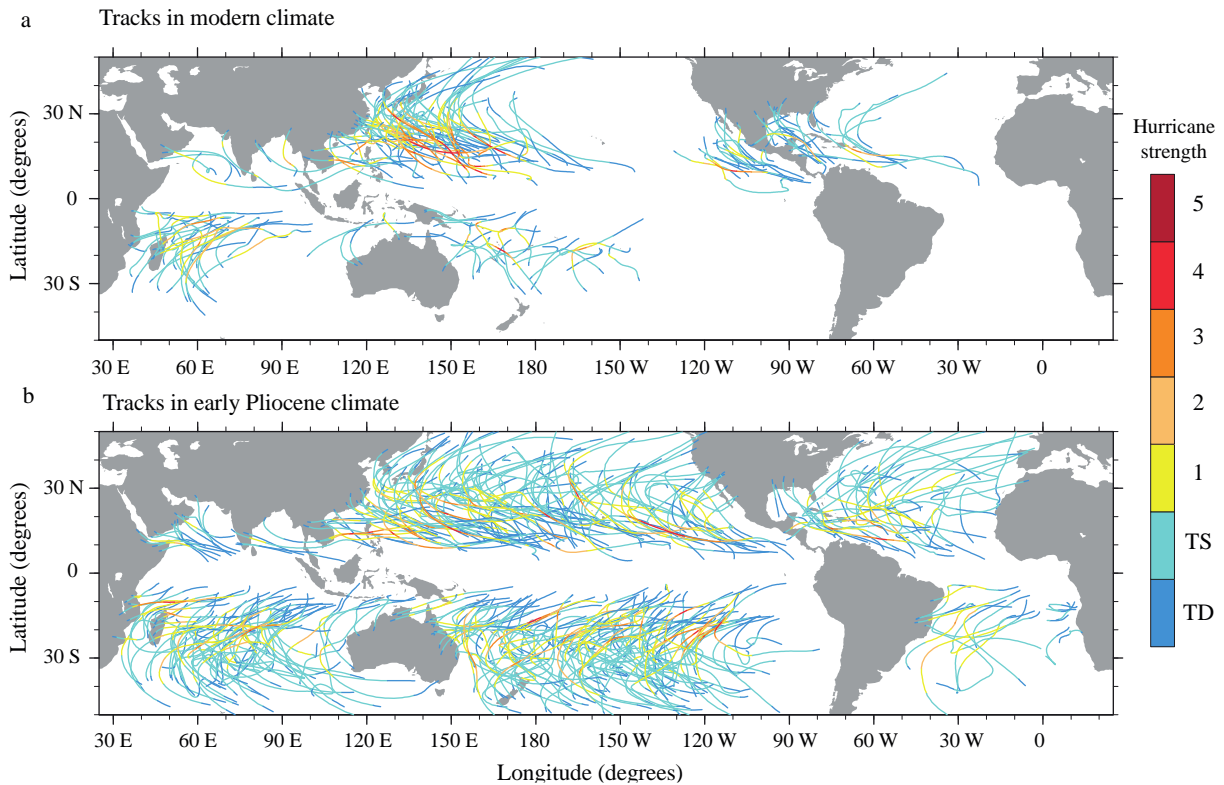 a
Tracks in modern climate
Latitude (degrees)
30 N
0
30 S
30 E 60 E 90 E 120 E 150 E 180 150 W 120 W 90 W 60 W 30 W 0
b
Tracks in early Pliocene climate
Latitude (degrees)
30 N
0
30 S
30 E 60 E 90 E 120 E 150 E 180 150 W 120 W 90 W 60 W 30 W 0
Longitude (degrees)
Hurricane
strength
5
4
3
2
1
TS
TD